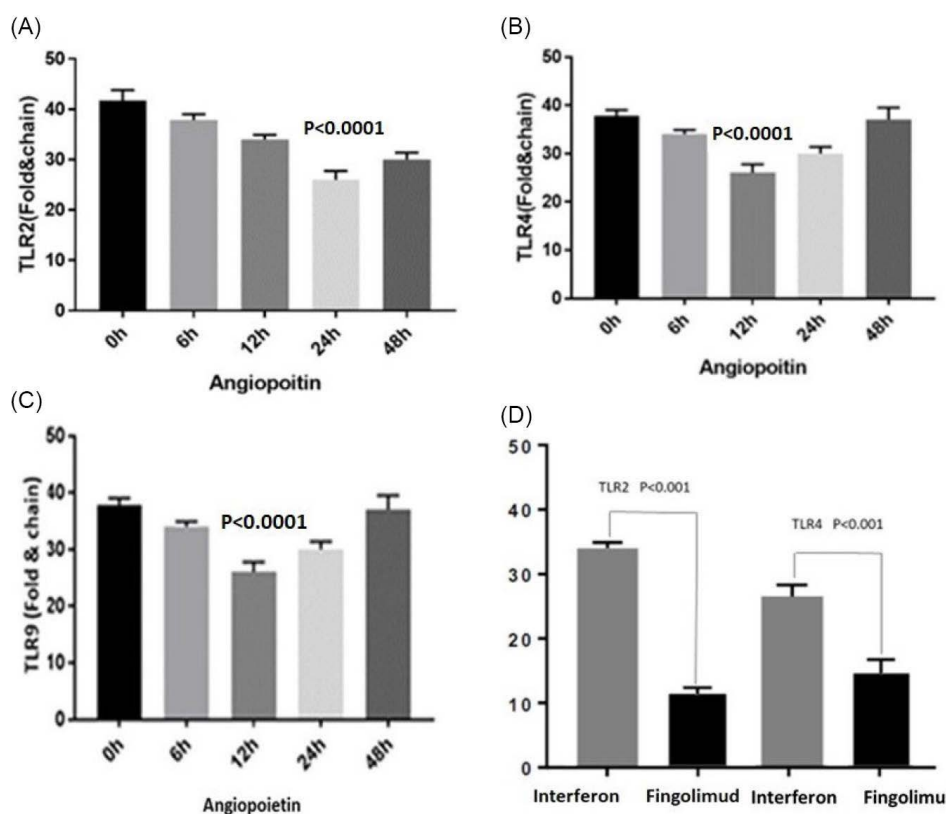 (A)
50
40
30
20
10
0
TLR2(Fold&chain)
P<0.0001
0h 6h 12h 24h 48h
Angiopoitin
(B)
50
40
30
20
10
0
TLR4(Fold&chain)
P<0.0001
0h 6h 12h 24h 48h
Angiopoitin
(C)
50
40
30
20
10
0
TLR9 (Fold & chain)
P<0.0001
0h 6h 12h 24h 48h
Angiopoietin
(D)
50
40
30
20
10
0
TLR2 P<0.001
TLR4 P<0.001
Interferon Fingolimud Interferon Fingolimu